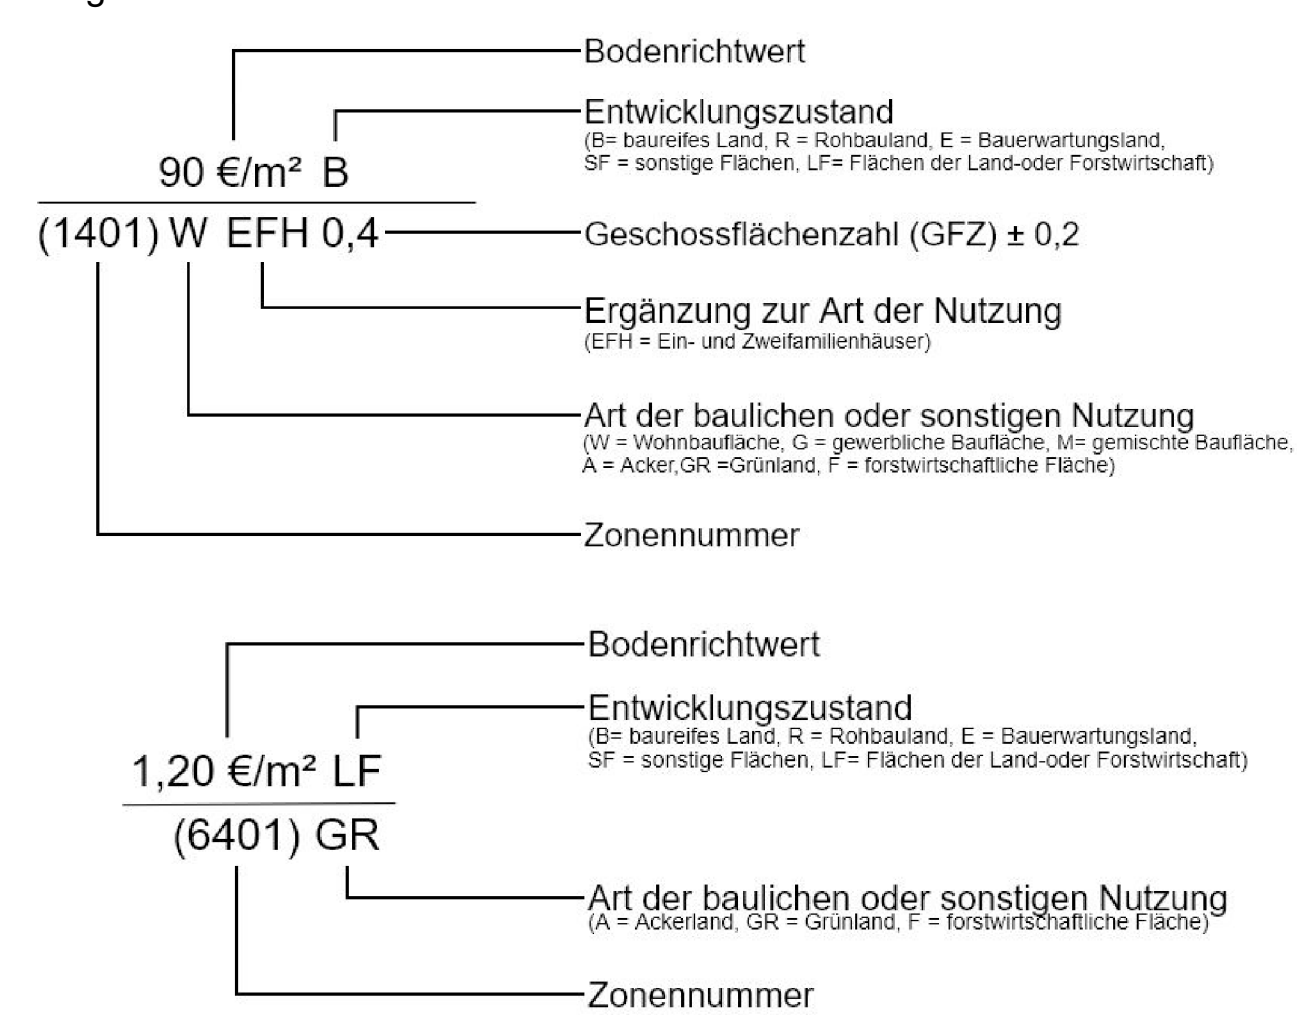 Bodenrichtwert
Entwicklungszustand
(B= baureifes Land, R = Rohbauland, E = Bauerwartungsland,
SF = sonstige Flächen, LF= Flächen der Land-oder Forstwirtschaft)
90 €/m² B
(1401) W EFH 0,4
Geschossflächenzahl (GFZ) ± 0,2
Ergänzung zur Art der Nutzung
(EFH = Ein- und Zweifamilienhäuser)
Art der baulichen oder sonstigen Nutzung
(W = Wohnbaufläche, G = gewerbliche Baufläche, M= gemischte Baufläche,
A = Acker,GR =Grünland, F = forstwirtschaftliche Fläche)
Zonennummer
Bodenrichtwert
Entwicklungszustand
(B= baureifes Land, R = Rohbauland, E = Bauerwartungsland,
SF = sonstige Flächen, LF= Flächen der Land-oder Forstwirtschaft)
1,20 €/m² LF
(6401) GR
Art der baulichen oder sonstigen Nutzung
(A = Ackerland, GR = Grünland, F = forstwirtschaftliche Fläche)
Zonennummer